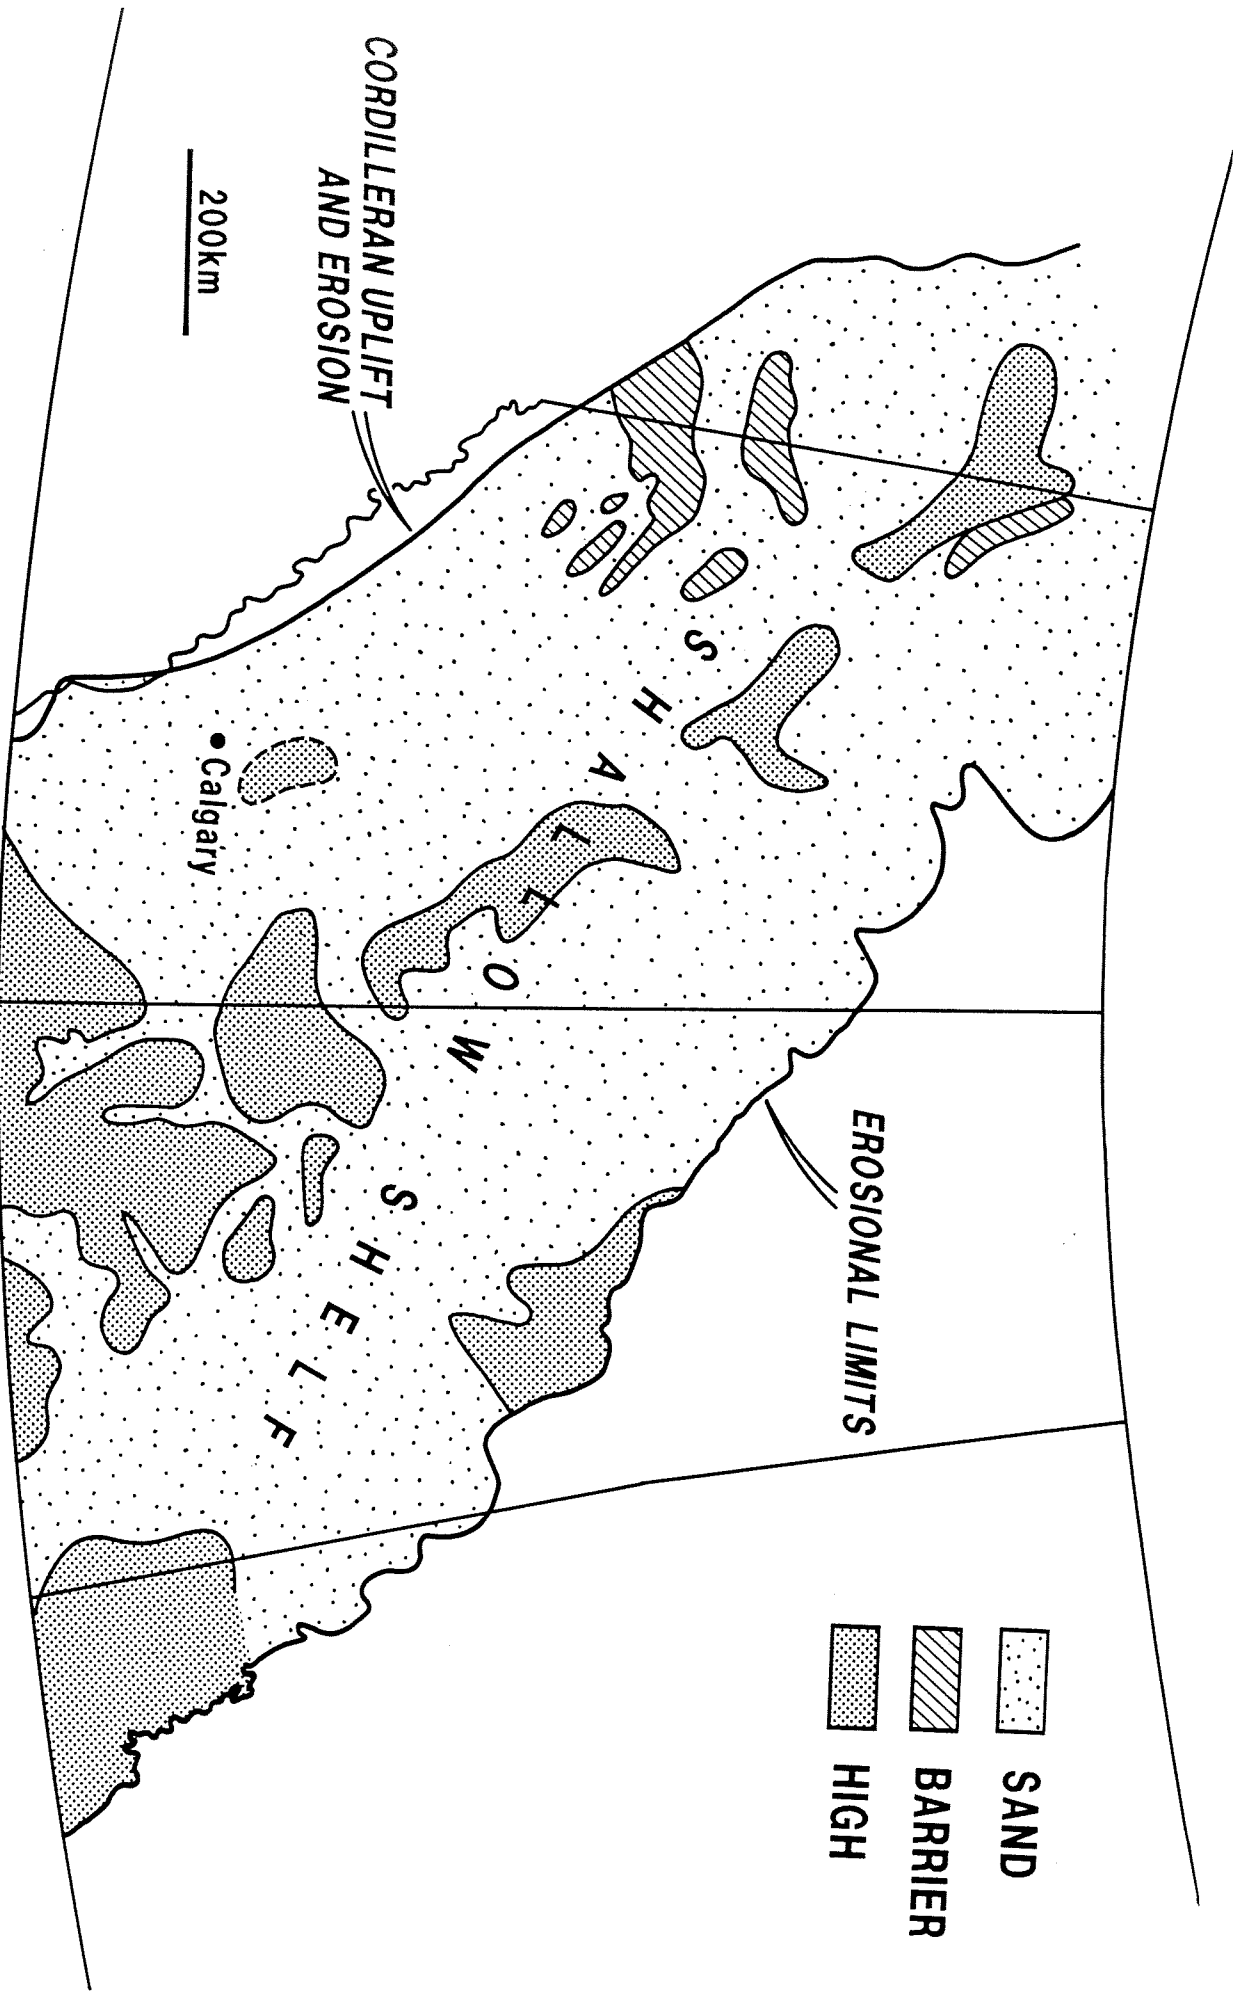 CORDILLERAN UPLIFT
AND EROSION
200km
Calgary
SHALLOW SHELF
EROSIONAL LIMITS
SAND
BARRIER
HIGH